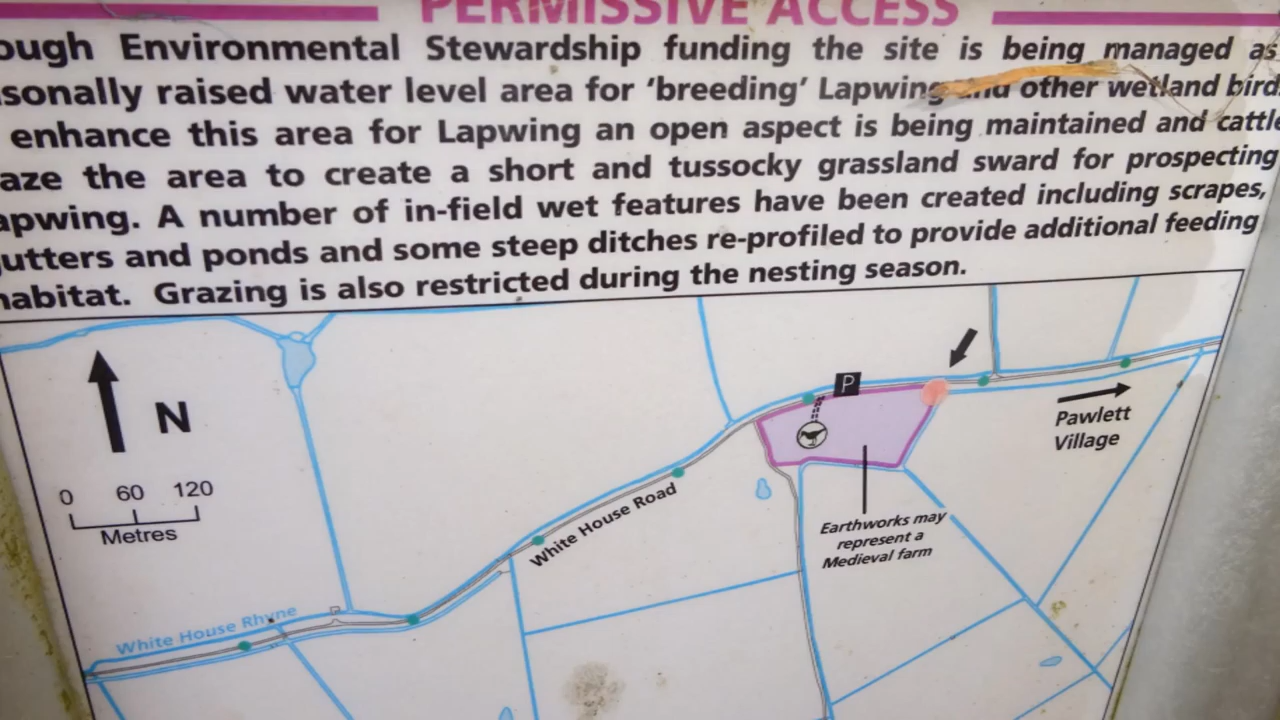 PERMISSIVE ACCESS
ough Environmental Stewardship funding the site is being managed as
sonally raised water level area for 'breeding' Lapwing and other wetland bird
enhance this area for Lapwing an open aspect is being maintained and cattle
aze the area to create a short and tussocky grassland sward for prospecting
apwing. A number of in-field wet features have been created including scrapes,
utters and ponds and some steep ditches re-profiled to provide additional feeding
habitat. Grazing is also restricted during the nesting season.
N
0 60 120
Metres
P
Pawlett
Village
White House Road
Earthworks may
represent a
Medieval farm
White House Rhyne